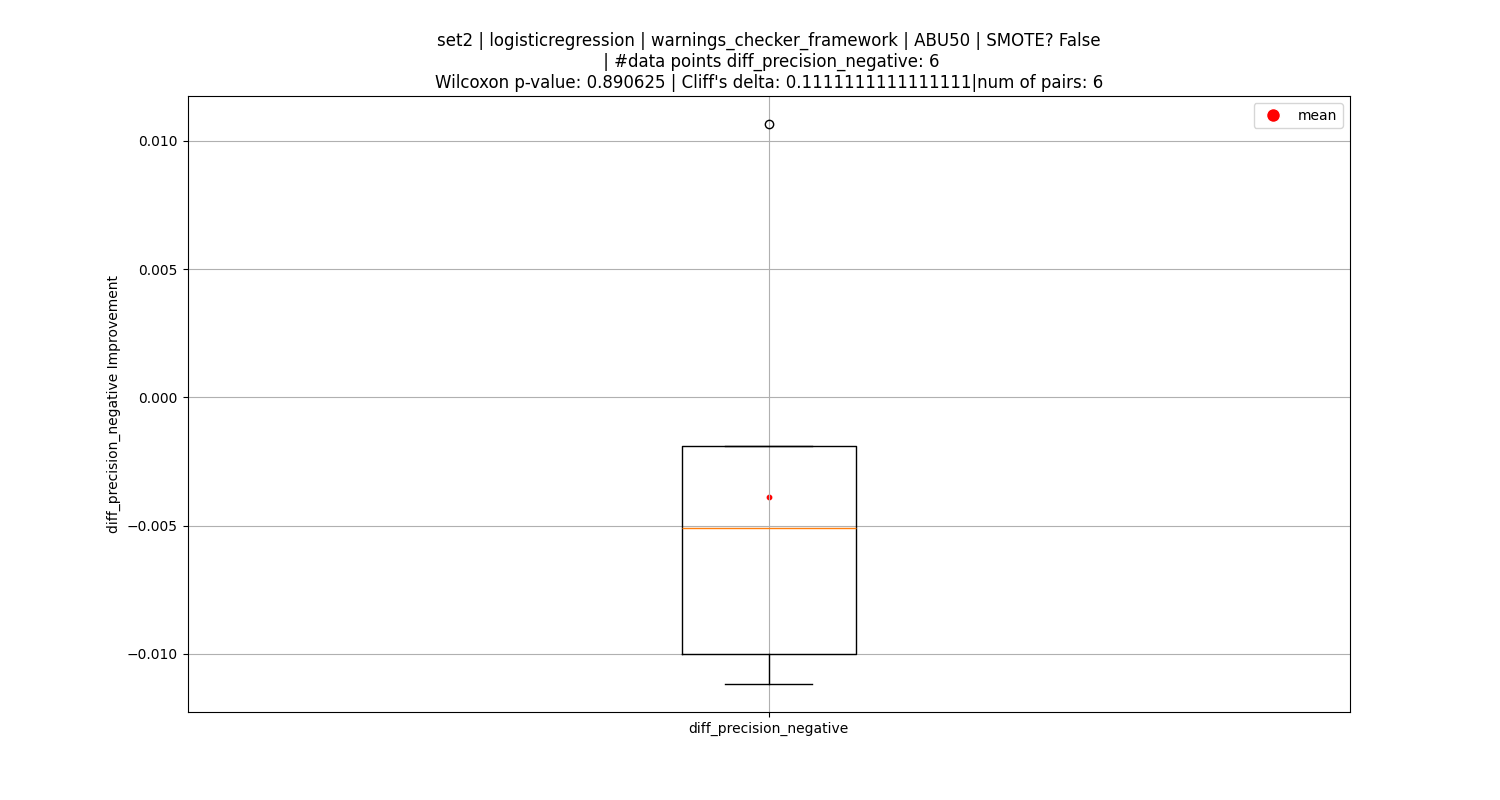 set2 | logisticregression | warnings_checker_framework | ABU50 | SMOTE? False
| #data points diff_precision_negative: 6
Wilcoxon p-value: 0.890625 | Cliff's delta: 0.1111111111111111|num of pairs: 6
mean
0.010
0.005
0.000
−0.005
−0.010
diff_precision_negative Improvement
diff_precision_negative